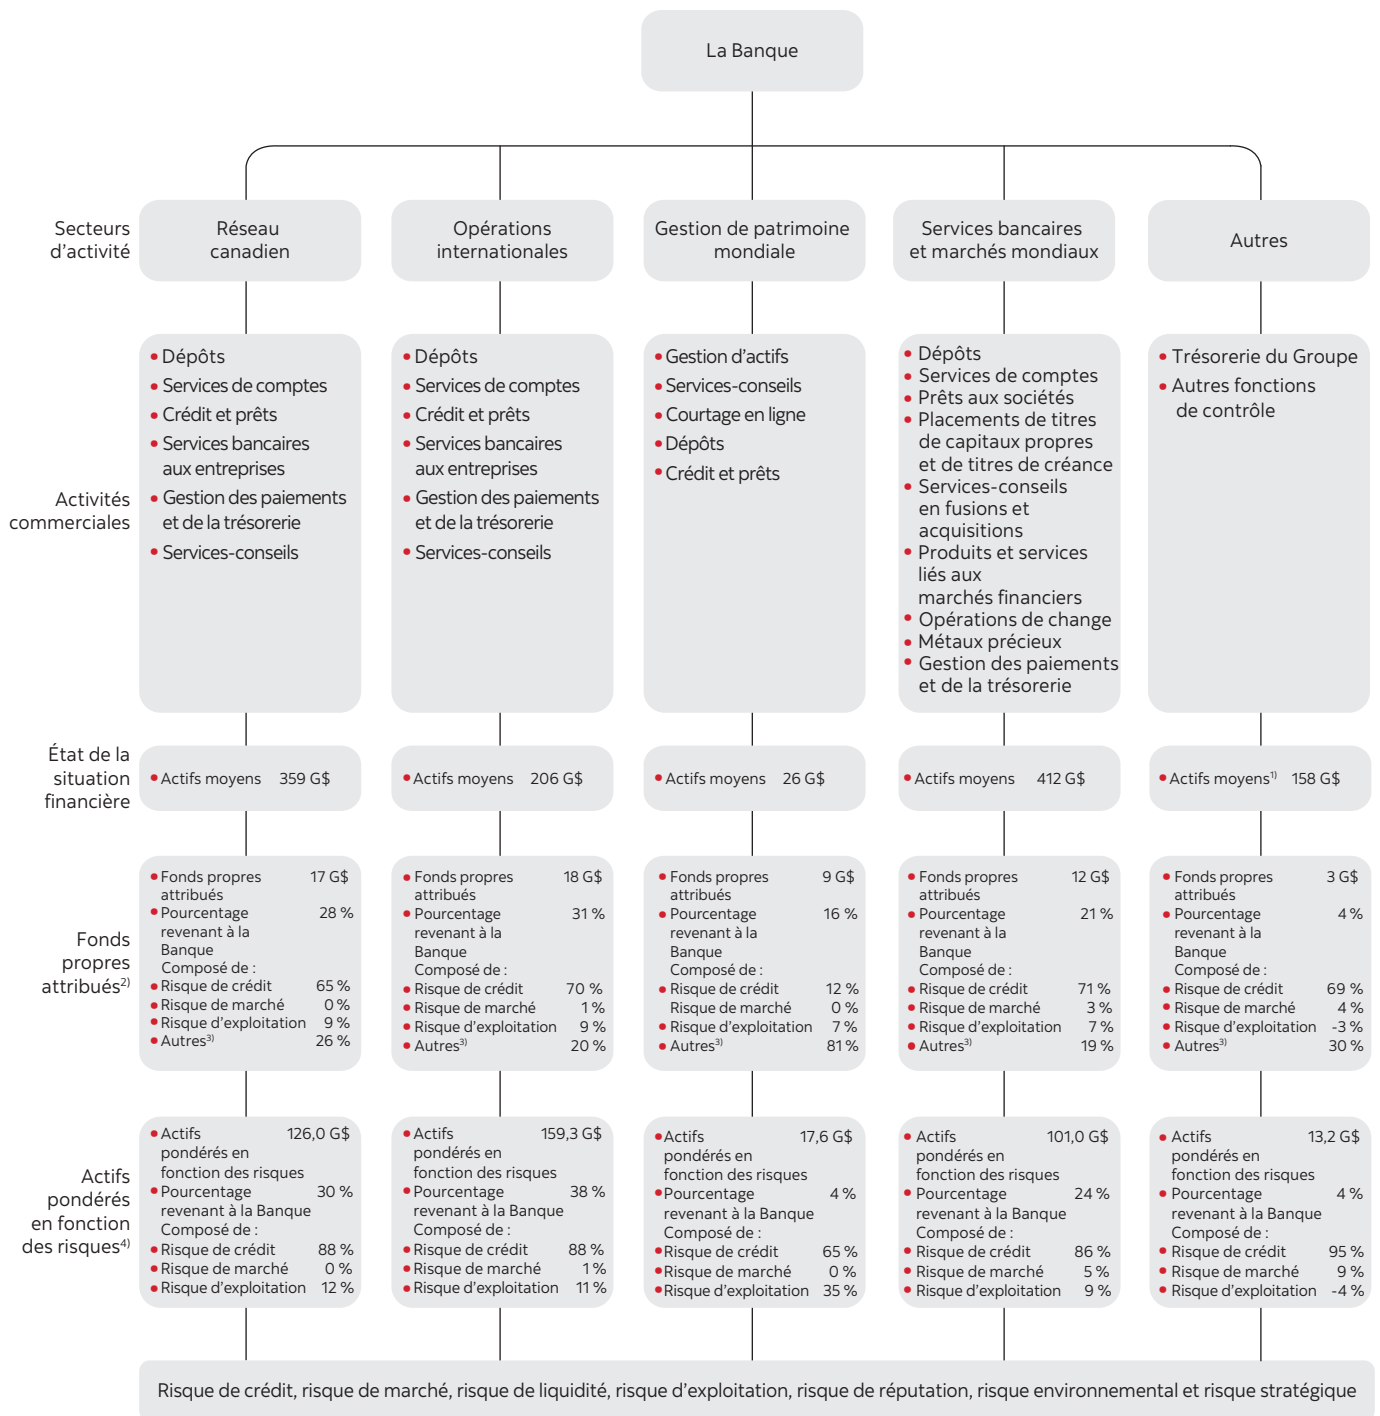 La Banque
Secteurs
d'activité
Réseau
canadien
Opérations
internationales
Gestion de patrimoine
mondiale
Services bancaires
et marchés mondiaux
Autres
Activités
commerciales
• Dépôts
• Services de comptes
• Crédit et prêts
• Services bancaires
aux entreprises
• Gestion des paiements
et de la trésorerie
• Services-conseils
• Dépôts
• Services de comptes
• Crédit et prêts
• Services bancaires
aux entreprises
• Gestion des paiements
et de la trésorerie
• Services-conseils
• Gestion d'actifs
• Services-conseils
• Courtage en ligne
• Dépôts
• Crédit et prêts
• Dépôts
• Services de comptes
• Prêts aux sociétés
• Placements de titres
de capitaux propres
et de titres de créance
• Services-conseils
en fusions et
acquisitions
• Produits et services
liés aux
marchés financiers
• Opérations de change
• Métaux précieux
• Gestion des paiements
et de la trésorerie
• Trésorerie du Groupe
• Autres fonctions
de contrôle
État de la
situation
financière
• Actifs moyens 359 G$
• Actifs moyens 206 G$
• Actifs moyens 26 G$
• Actifs moyens 412 G$
• Actifs moyens1) 158 G$
Fonds
propres
attribués2)
• Fonds propres 17 G$
attribués
• Pourcentage 28 %
revenant à la
Banque
Composé de :
• Risque de crédit 65 %
• Risque de marché 0 %
• Risque d'exploitation 9 %
• Autres3) 26 %
• Fonds propres 18 G$
attribués
• Pourcentage 31 %
revenant à la
Banque
Composé de :
• Risque de crédit 70 %
• Risque de marché 1 %
• Risque d'exploitation 9 %
• Autres3) 20 %
• Fonds propres 9 G$
attribués
• Pourcentage 16 %
revenant à la
Banque
Composé de :
• Risque de crédit 12 %
Risque de marché 0 %
• Risque d'exploitation 7 %
• Autres3) 81 %
• Fonds propres 12 G$
attribués
• Pourcentage 21 %
revenant à la
Banque
Composé de :
• Risque de crédit 71 %
• Risque de marché 3 %
• Risque d'exploitation 7 %
• Autres3) 19 %
• Fonds propres 3 G$
attribués
• Pourcentage 4 %
revenant à la
Banque
Composé de :
• Risque de crédit 69 %
• Risque de marché 4 %
• Risque d'exploitation -3 %
• Autres3) 30 %
Actifs
pondérés
en fonction
des risques4)
• Actifs 126,0 G$
pondérés en
fonction des risques
• Pourcentage 30 %
revenant à la Banque
Composé de :
• Risque de crédit 88 %
• Risque de marché 0 %
• Risque d'exploitation 12 %
• Actifs 159,3 G$
pondérés en
fonction des risques
• Pourcentage 38 %
revenant à la Banque
Composé de :
• Risque de crédit 88 %
• Risque de marché 1 %
• Risque d'exploitation 11 %
• Actifs 17,6 G$
pondérés en
fonction des risques
• Pourcentage 4 %
revenant à la Banque
Composé de :
• Risque de crédit 65 %
• Risque de marché 0 %
• Risque d'exploitation 35 %
• Actifs 101,0 G$
pondérés en
fonction des risques
• Pourcentage 24 %
revenant à la Banque
Composé de :
• Risque de crédit 86 %
• Risque de marché 5 %
• Risque d'exploitation 9 %
• Actifs 13,2 G$
pondérés en
fonction des risques
• Pourcentage 4 %
revenant à la Banque
Composé de :
• Risque de crédit 95 %
• Risque de marché 9 %
• Risque d'exploitation -4 %
Risque de crédit, risque de marché, risque de liquidité, risque d'exploitation, risque de réputation, risque environnemental et risque stratégique